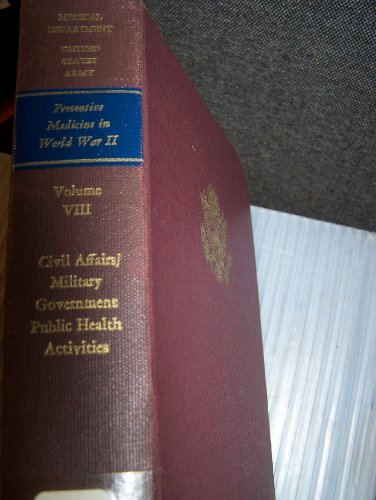 MEDICAL
DEPARTMENT
UNITED
STATES
ARMY
Preventive
Medicine in
World War II
Volume
VIII
Civil Affairs/
Military
Government
Public Health
Activities